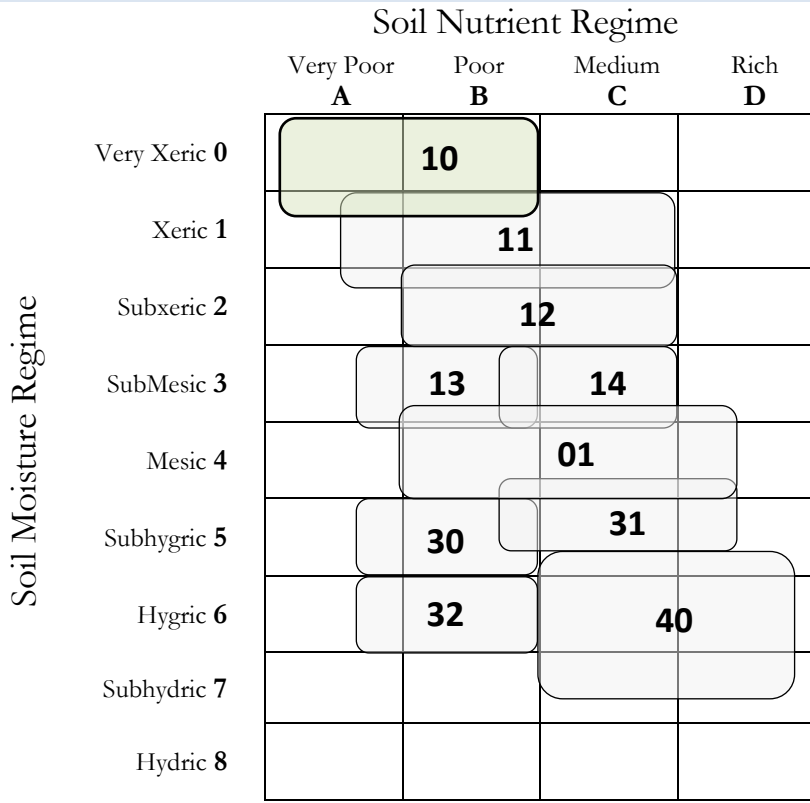 Soil Nutrient Regime
Very Poor Poor Medium Rich
A B C D
Very Xeric 0
10
Xeric 1
11
Subxeric 2
12
SubMesic 3
13 14
Mesic 4
01
Subhygric 5
30 31
Hygric 6
32 40
Subhydric 7
Hydric 8
Soil Moisture Regime